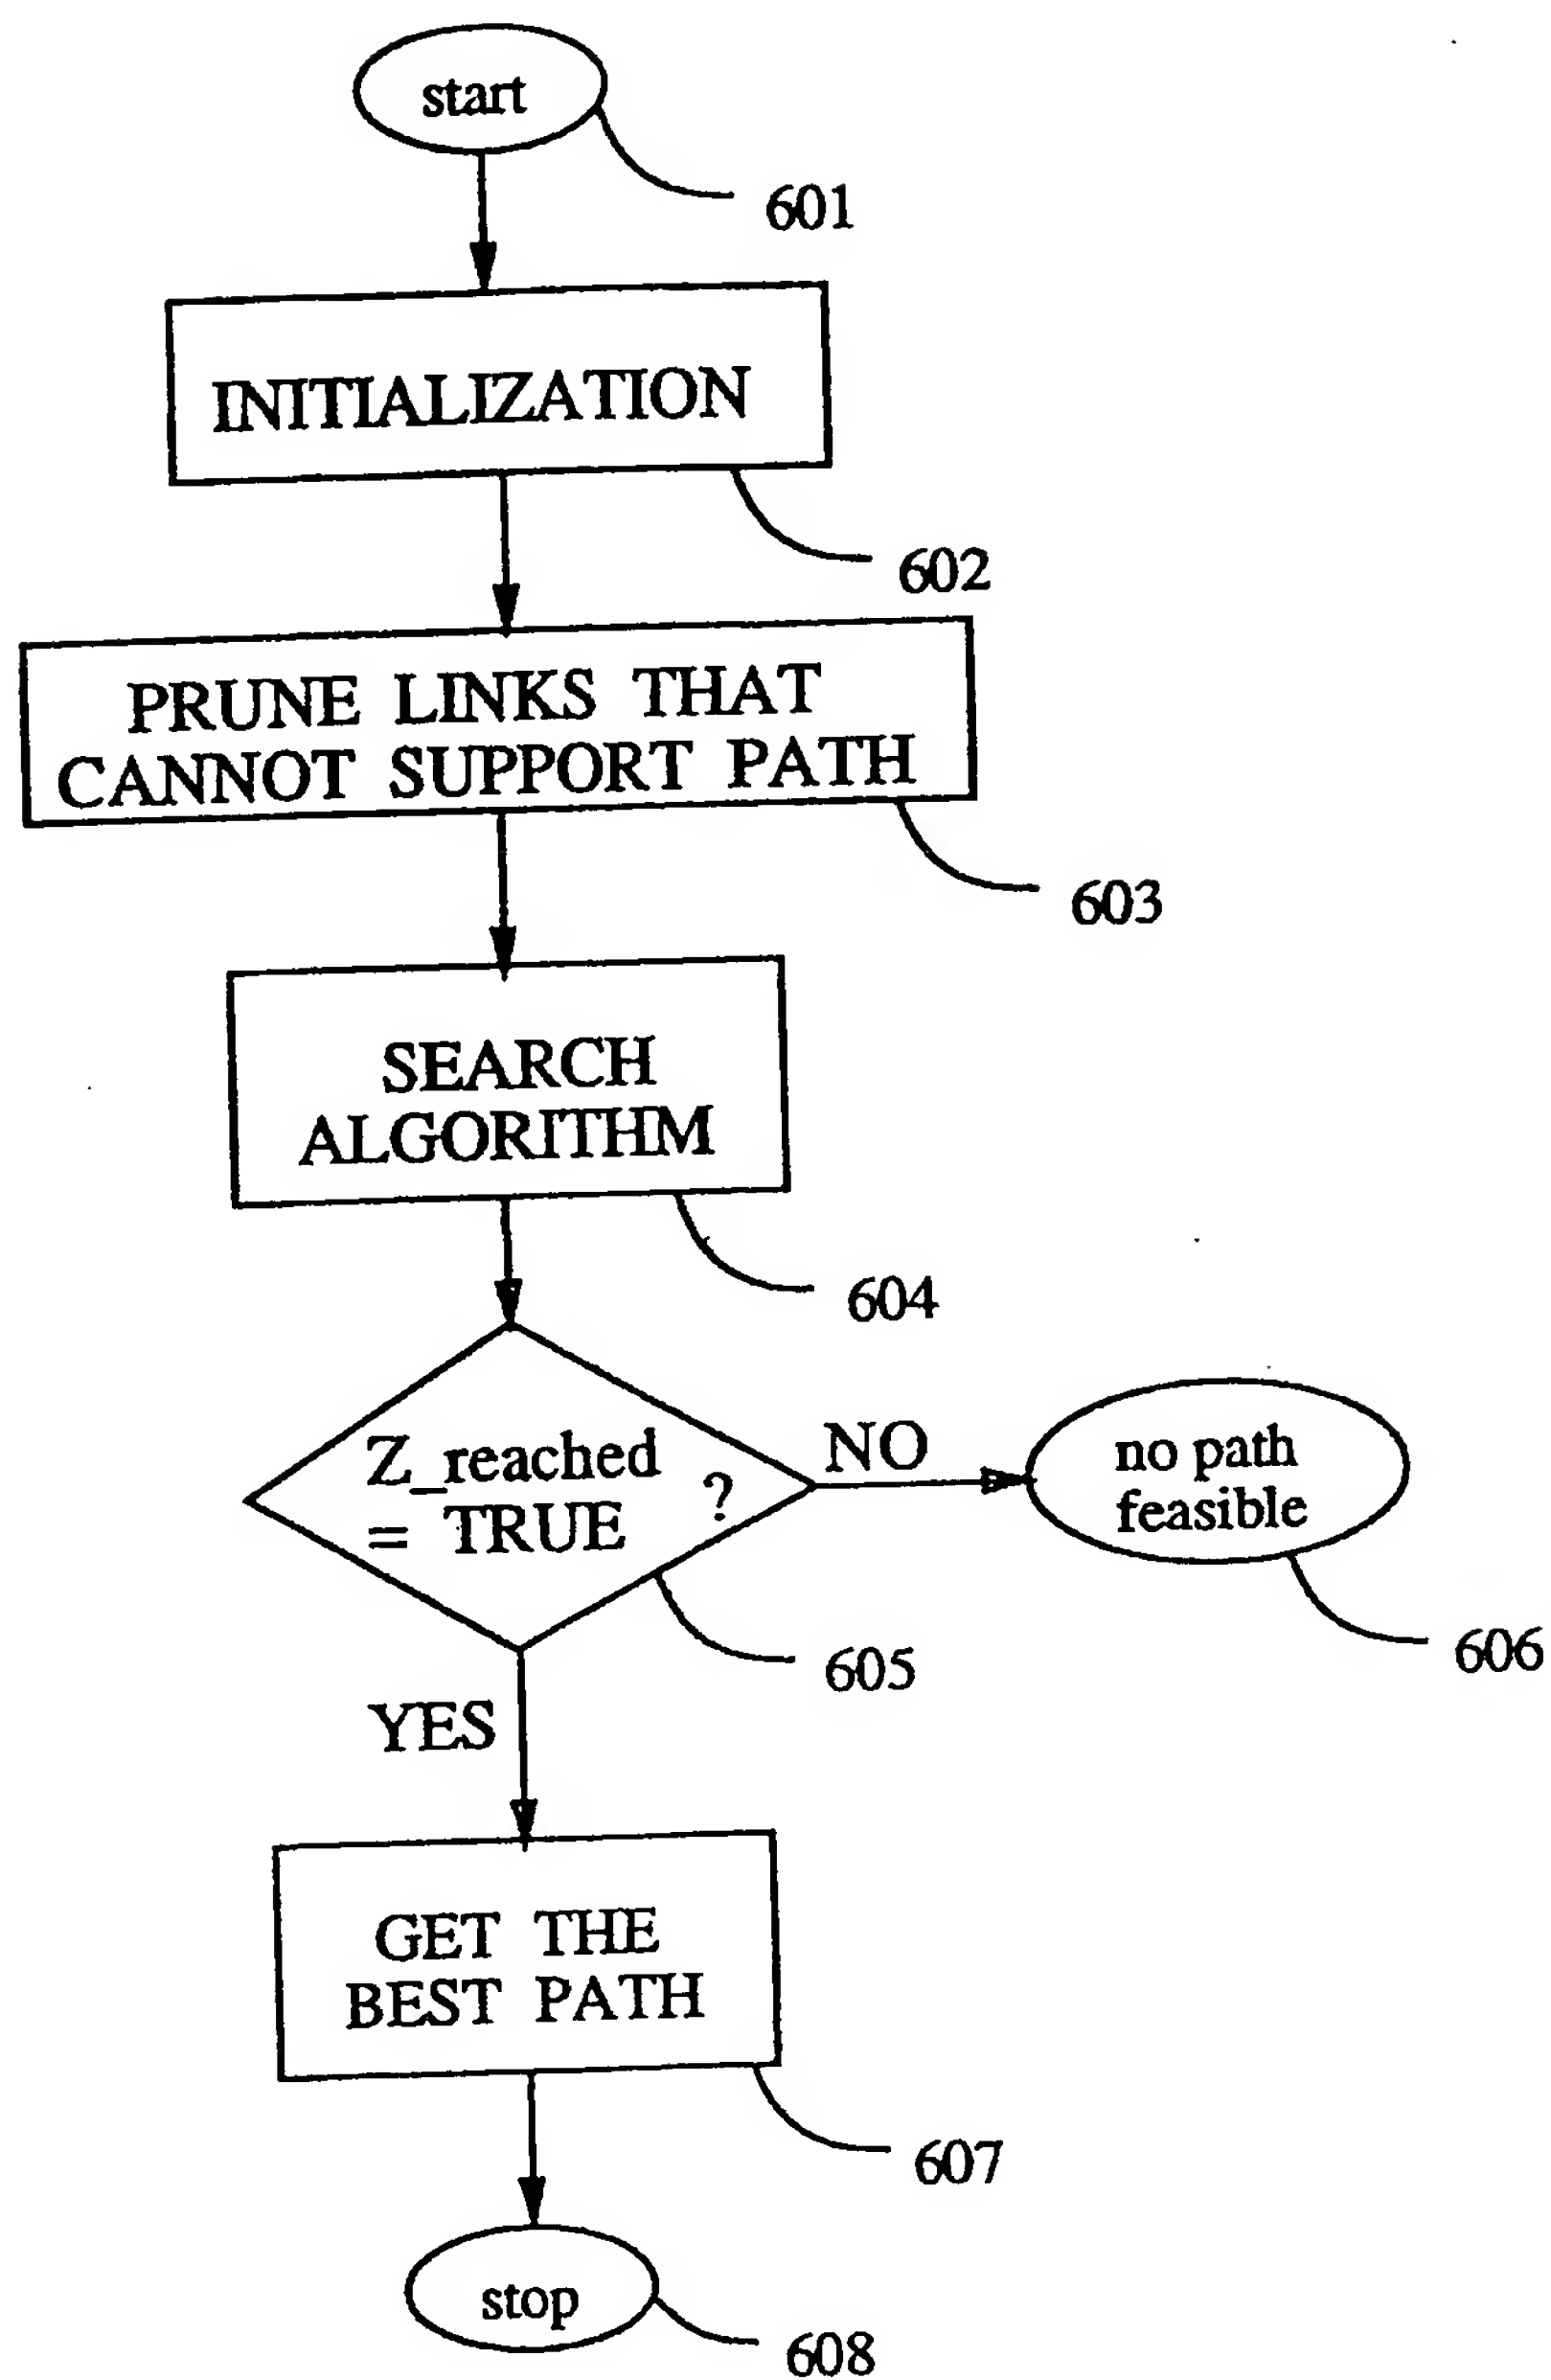 start
601
INITIALIZATION
602
PRUNE LINKS THAT
CANNOT SUPPORT PATH
603
SEARCH
ALGORITHM
604
Z_reached
= TRUE ?
NO
no path
feasible
605
606
YES
GET THE
BEST PATH
607
stop
608